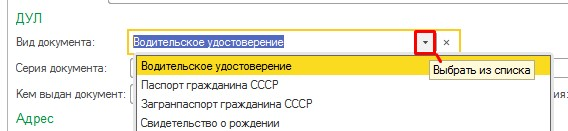 ДУЛ
Вид документа: Водительское удостоверение
Серия документа: Водительское удостоверение Выбрать из списка
Паспорт гражданина СССР
Кем выдан документ: Загранпаспорт гражданина СССР ия:
Адрес Свидетельство о рождении